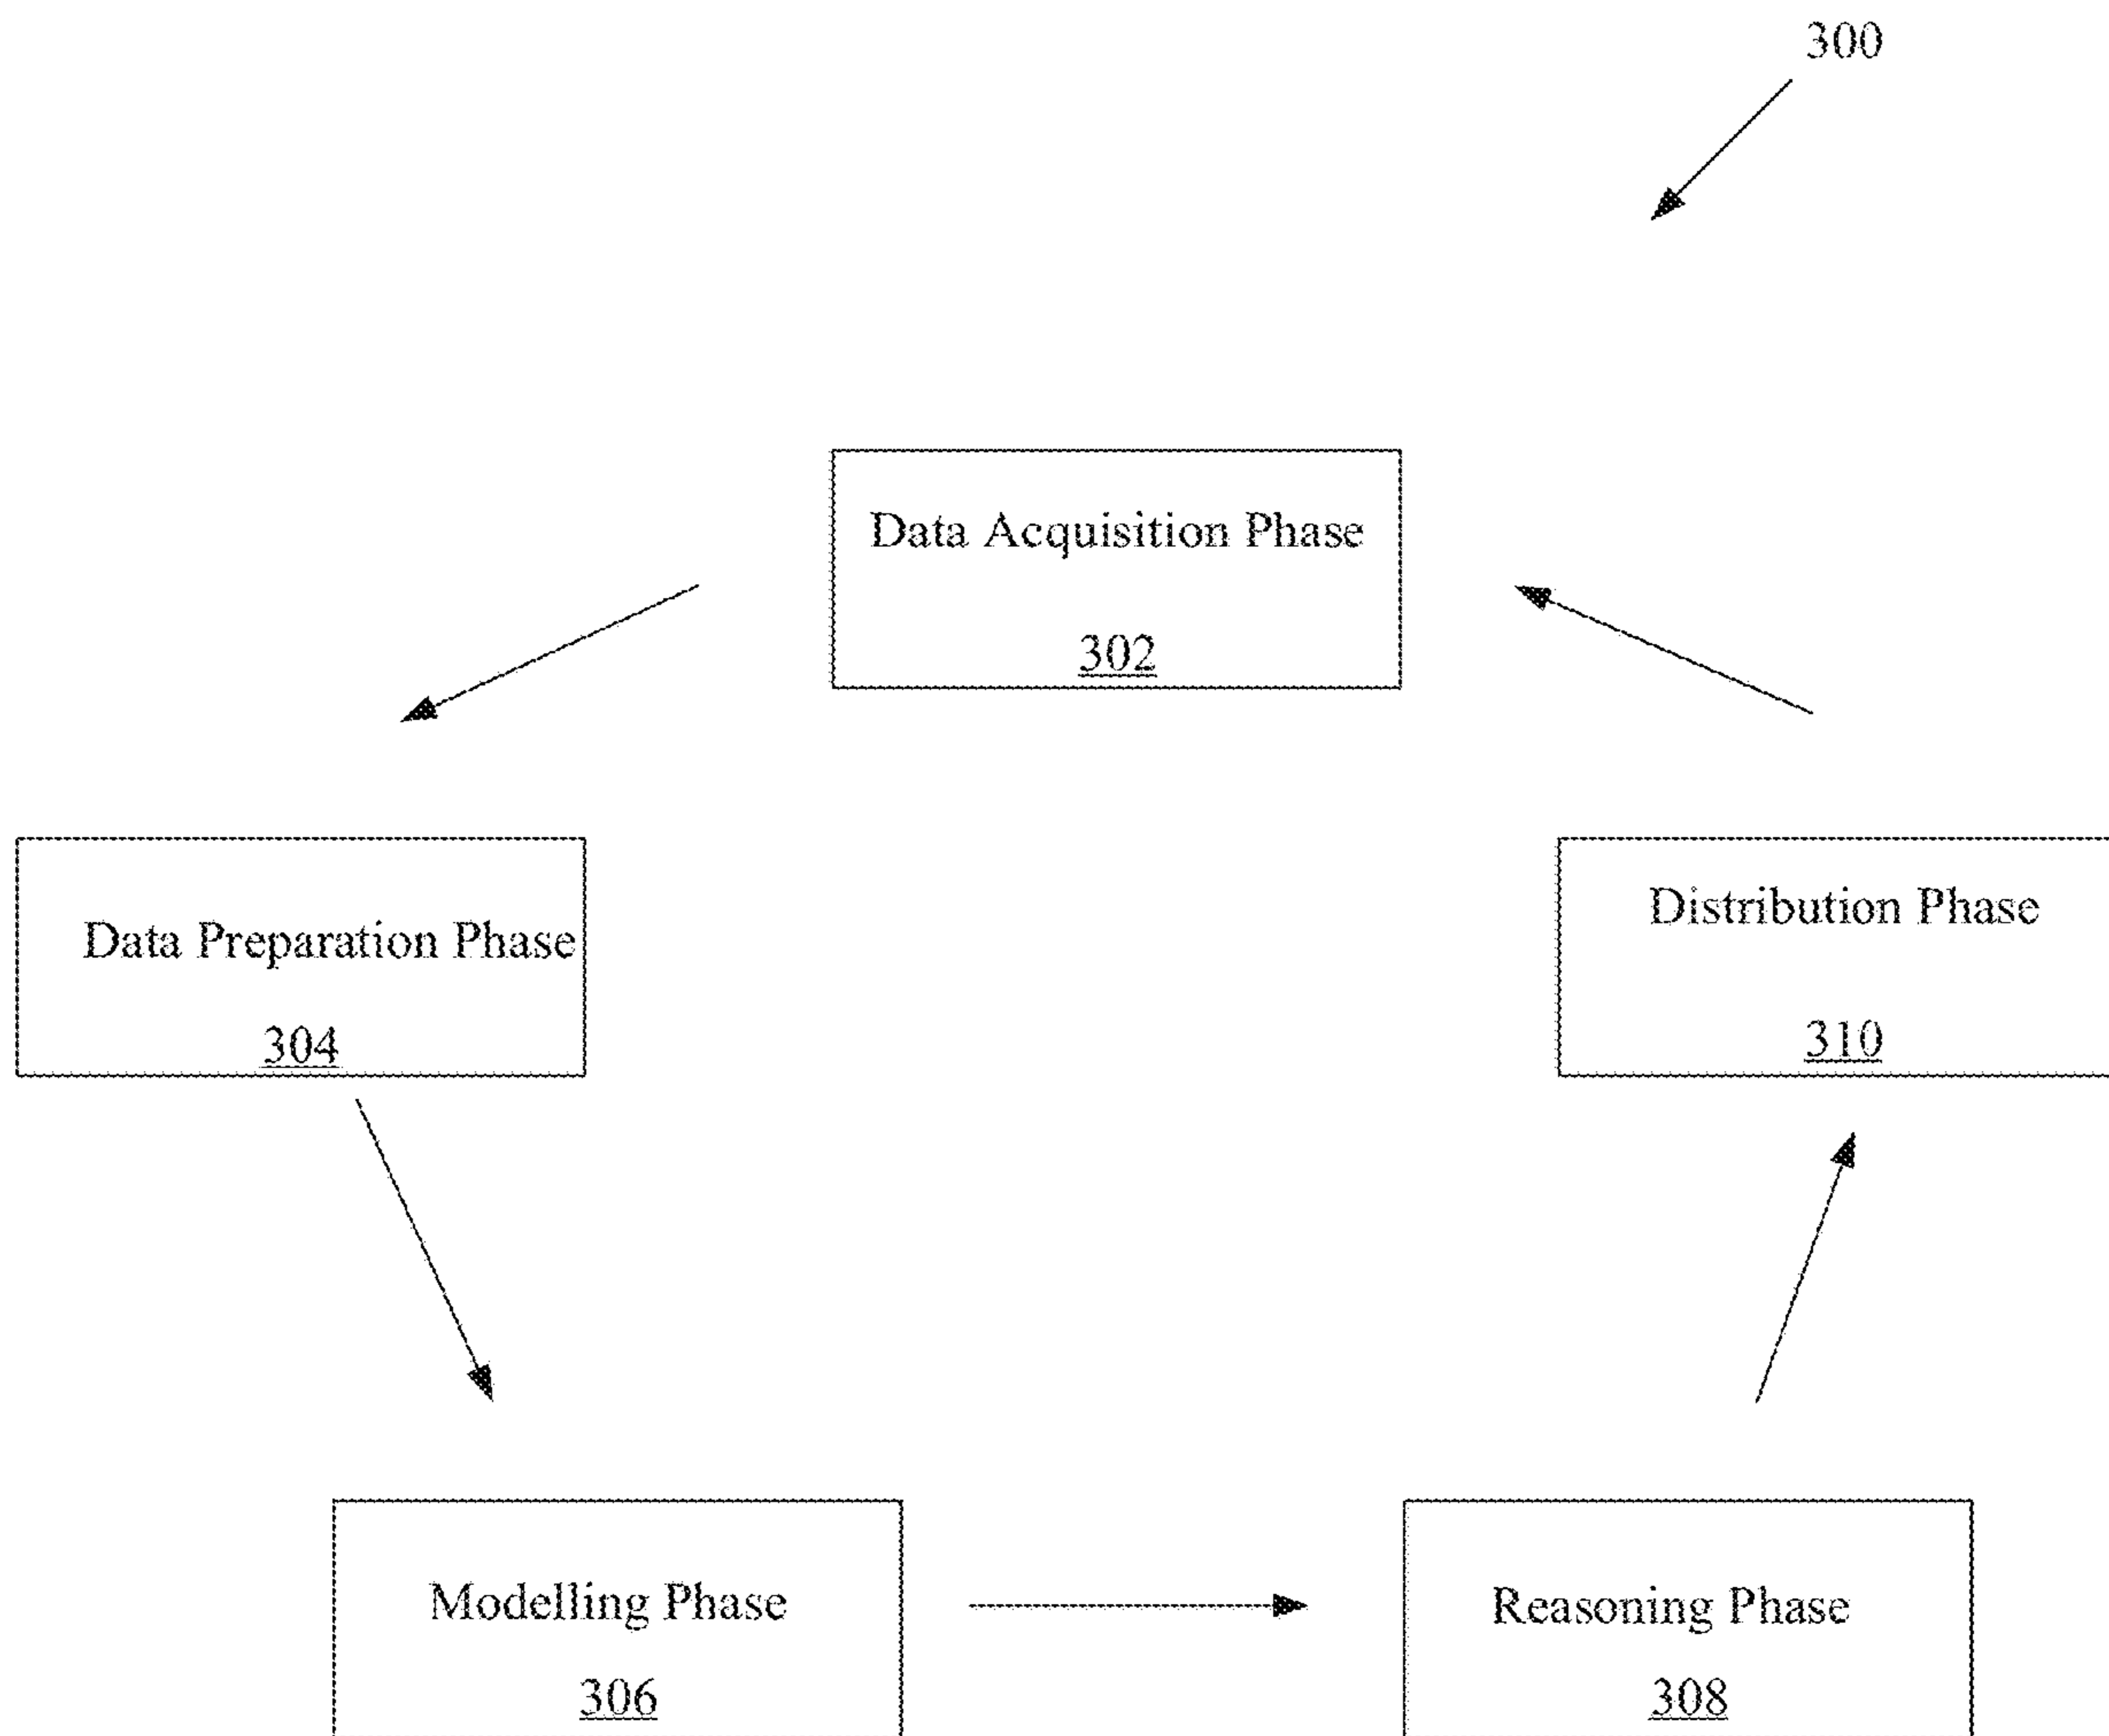 300
Data Acquisition Phase
302
Data Preparation Phase
304
Distribution Phase
310
Modelling Phase
306
Reasoning Phase
308